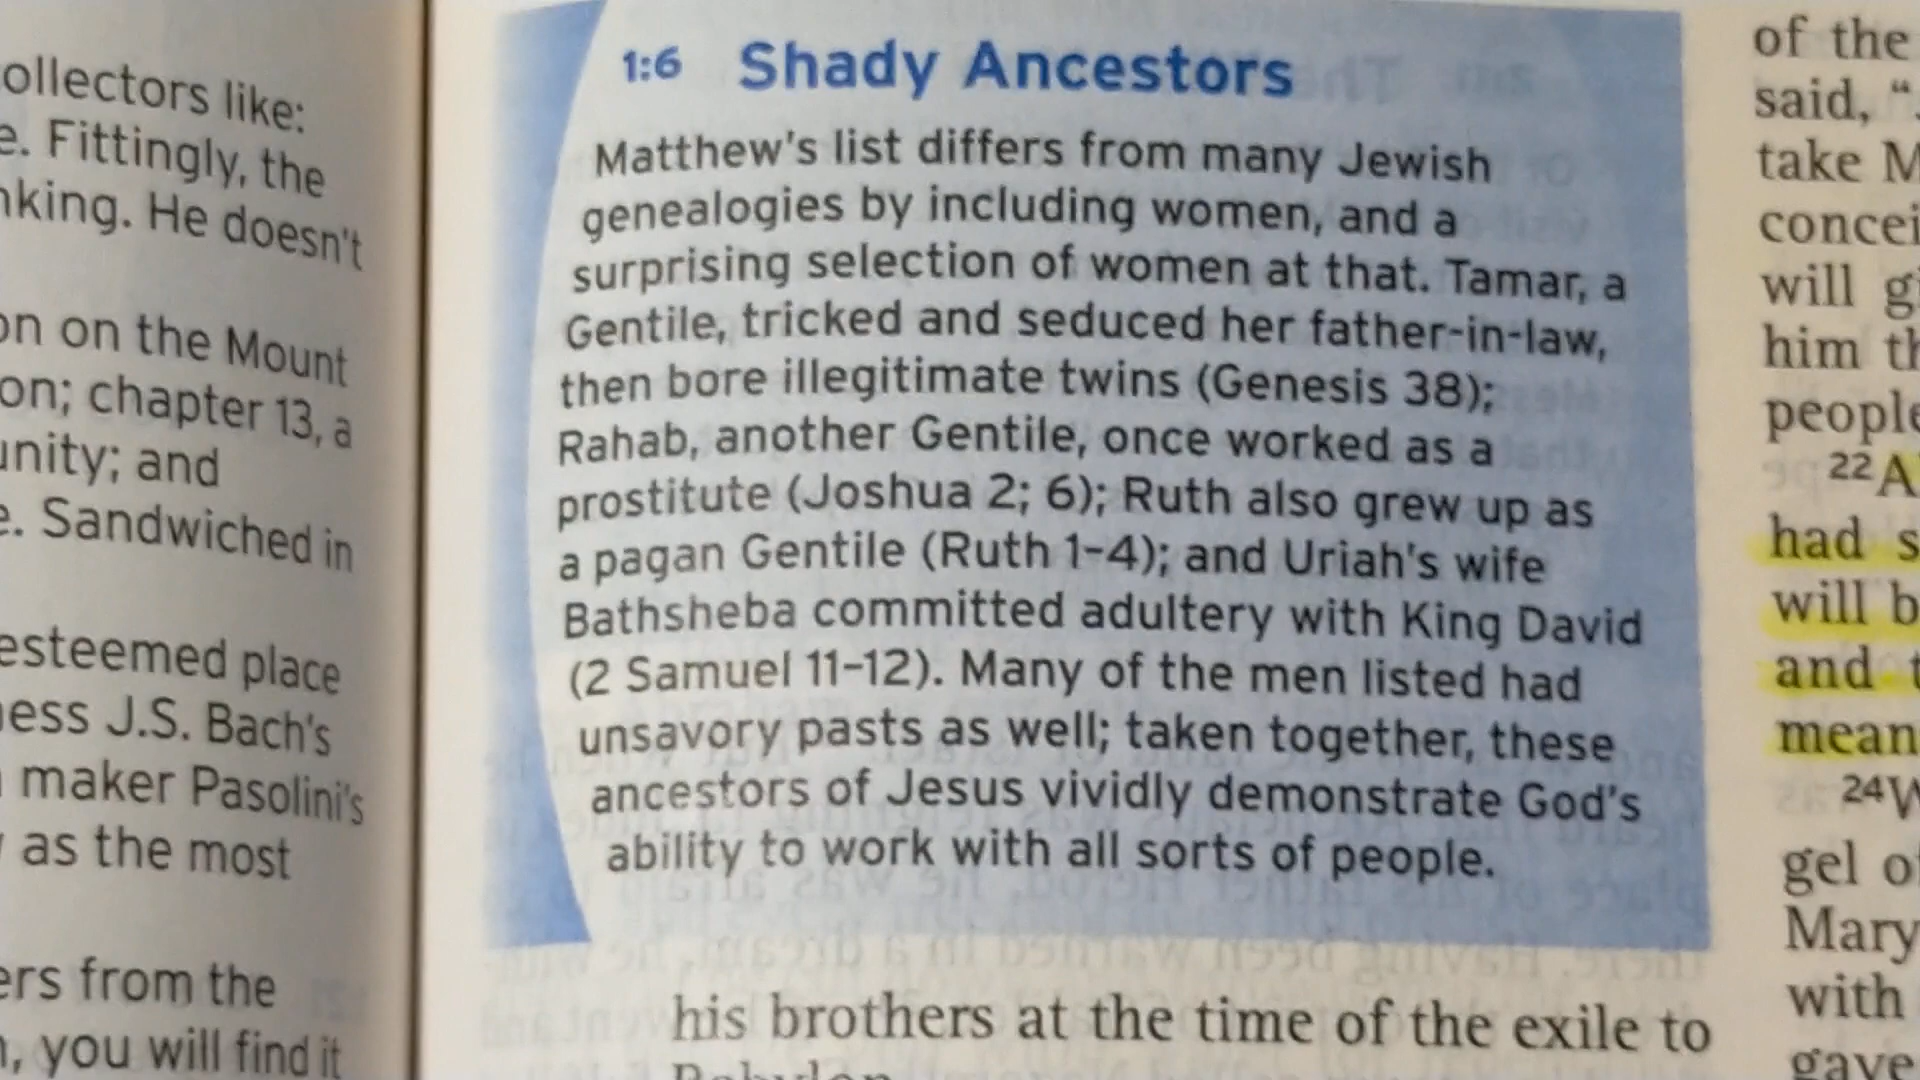 ollectors like:
e. Fittingly, the
nking. He doesn't
on on the Mount
on; chapter 13, a
unity; and
e. Sandwiched in
esteemed place
ness J.S. Bach's
maker Pasolini's
as the most
ers from the
, you will find it
1:6 Shady Ancestors
Matthew's list differs from many Jewish
genealogies by including women, and a
surprising selection of women at that. Tamar, a
Gentile, tricked and seduced her father-in-law,
then bore illegitimate twins (Genesis 38);
Rahab, another Gentile, once worked as a
prostitute (Joshua 2; 6); Ruth also grew up as
a pagan Gentile (Ruth 1–4); and Uriah's wife
Bathsheba committed adultery with King David
(2 Samuel 11–12). Many of the men listed had
unsavory pasts as well; taken together, these
ancestors of Jesus vividly demonstrate God's
ability to work with all sorts of people.
his brothers at the time of the exile to
of the
said, “
take M
concei
will gi
him th
people
22 A
had s
will b
and t
mean
24 W
gel of
Mary
with
gave